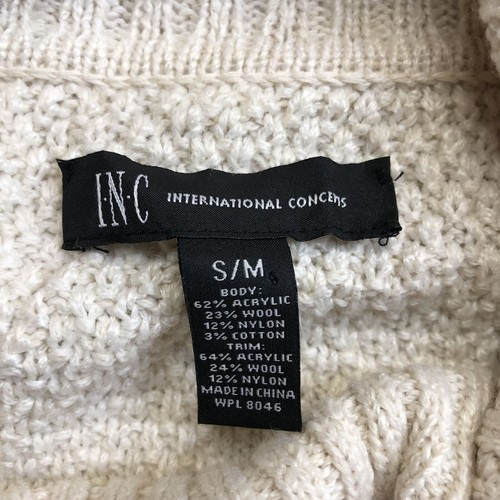 I.N.C INTERNATIONAL CONCEPTS
S/M
BODY:
62% ACRYLIC
23% WOOL
12% NYLON
3% COTTON
TRIM:
64% ACRYLIC
24% WOOL
12% NYLON
MADE IN CHINA
WPL 8046